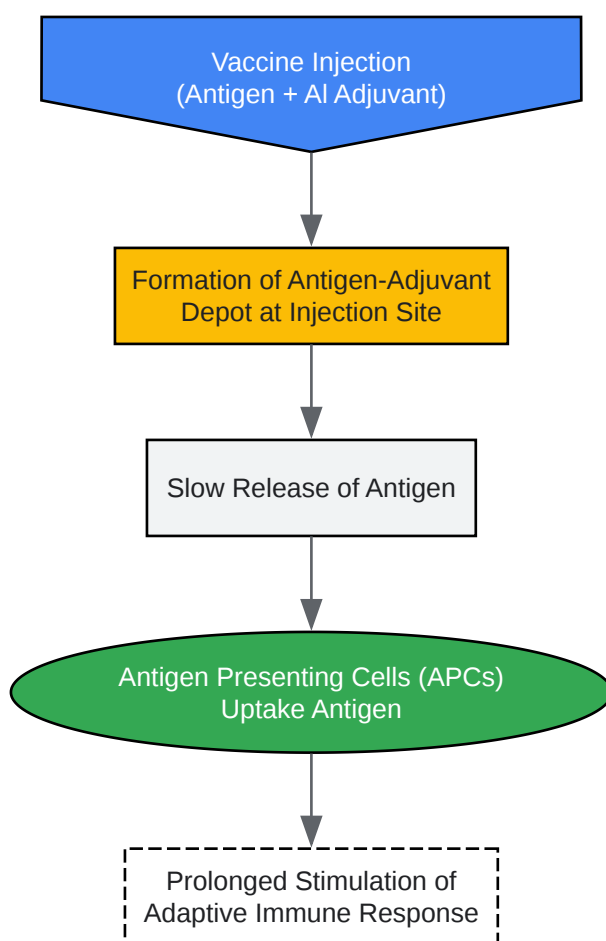 Vaccine Injection
(Antigen + Al Adjuvant)
Formation of Antigen-Adjuvant
Depot at Injection Site
Slow Release of Antigen
Antigen Presenting Cells (APCs)
Uptake Antigen
Prolonged Stimulation of
Adaptive Immune Response